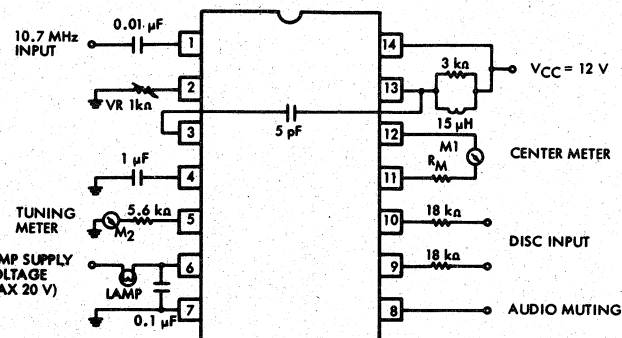 0.01 µF
10.7 MHz
INPUT
1
14
3 kΩ
VCC = 12 V
2
13
VR 1kΩ
15 µH
3
5 pF
12
M1
CENTER METER
1 µF
4
11
RM
TUNING
METER
5.6 kΩ
M2
5
10
18 kΩ
DISC INPUT
MP SUPPLY
OLTAGE
AX 20 V)
LAMP
6
9
18 kΩ
0.1 µF
7
8
AUDIO MUTING